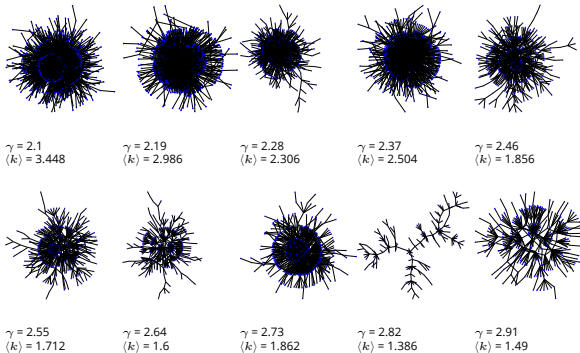 γ = 2.1
⟨k⟩ = 3.448
γ = 2.19
⟨k⟩ = 2.986
γ = 2.28
⟨k⟩ = 2.306
γ = 2.37
⟨k⟩ = 2.504
γ = 2.46
⟨k⟩ = 1.856
γ = 2.55
⟨k⟩ = 1.712
γ = 2.64
⟨k⟩ = 1.6
γ = 2.73
⟨k⟩ = 1.862
γ = 2.82
⟨k⟩ = 1.386
γ = 2.91
⟨k⟩ = 1.49